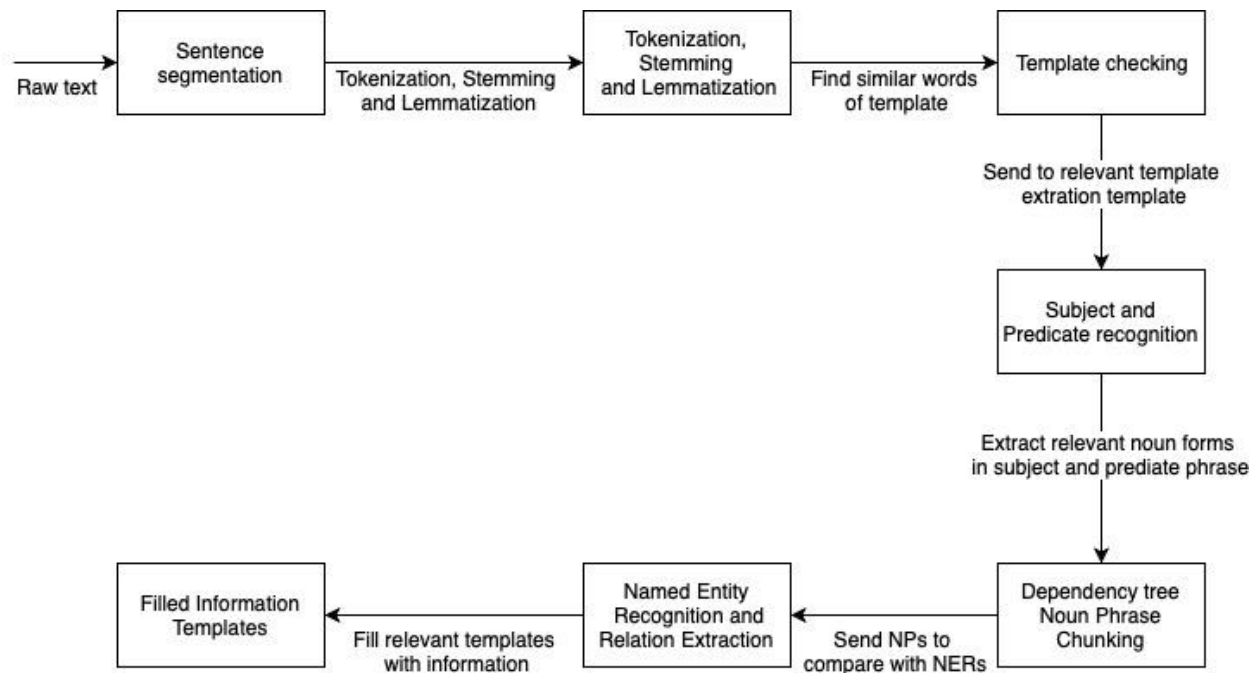 Raw text
Sentence
segmentation
Tokenization, Stemming
and Lemmatization
Tokenization,
Stemming
and Lemmatization
Find similar words
of template
Template checking
Send to relevant template
extration template
Subject and
Predicate recognition
Extract relevant noun forms
in subject and prediate phrase
Dependency tree
Noun Phrase
Chunking
Send NPs to
compare with NERs
Named Entity
Recognition and
Relation Extraction
Fill relevant templates
with information
Filled Information
Templates